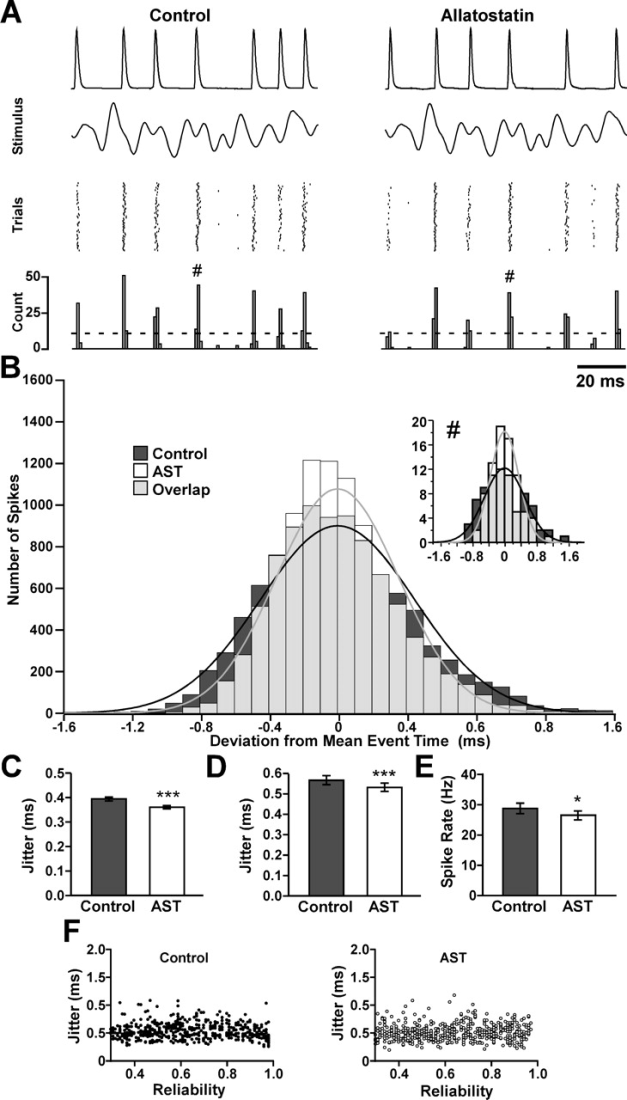 A
Control
Allatostatin
Stimulus
Trials
Count
50
25
0
#
#
20 ms
B
Number of Spikes
1600
1400
1200
1000
800
600
400
200
0
Control
AST
Overlap
#
20
16
12
8
4
0
-1.6
-0.8
0
0.8
1.6
-1.6
-1.2
-0.8
-0.4
0
0.4
0.6
0.8
1.6
Deviation from Mean Event Time (ms)
C
Jitter (ms)
0.5
0.4
0.3
0.2
0.1
0.0
***
Control AST
D
Jitter (ms)
0.6
0.5
0.4
0.3
0.2
0.1
0.0
***
Control AST
E
Spike Rate (Hz)
40
30
20
10
0
*
Control AST
F
Control
Jitter (ms)
2.0
1.5
0.5
0.5
0
0.4 0.6 0.8 1.0
Reliability
AST
Jitter (ms)
2.0
1.5
0.5
0.5
0
0.4 0.6 0.8 1.0
Reliability